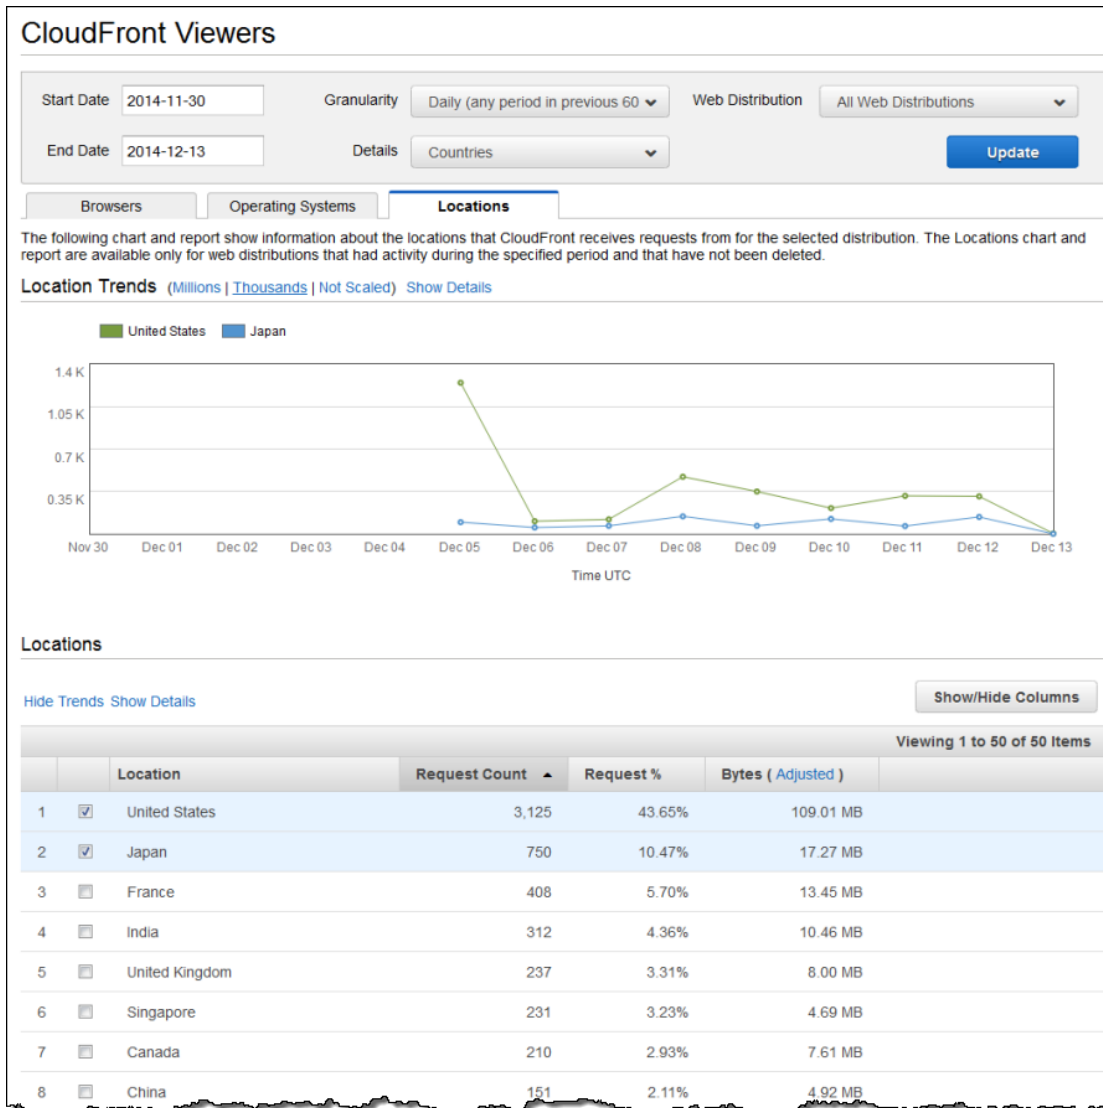 CloudFront Viewers
Start Date 2014-11-30 Granularity Daily (any period in previous 60 Web Distribution All Web Distributions
End Date 2014-12-13 Details Countries Update
Browsers Operating Systems Locations
The following chart and report show information about the locations that CloudFront receives requests from for the selected distribution. The Locations chart and
report are available only for web distributions that had activity during the specified period and that have not been deleted.
Location Trends (Millions | Thousands | Not Scaled) Show Details
United States Japan
1.4 K
1.05 K
0.7 K
0.35 K
Nov 30 Dec 01 Dec 02 Dec 03 Dec 04 Dec 05 Dec 06 Dec 07 Dec 08 Dec 09 Dec 10 Dec 11 Dec 12 Dec 13
Time UTC
Locations
Hide Trends Show Details Show/Hide Columns
Viewing 1 to 50 of 50 Items
Location Request Count Request % Bytes ( Adjusted )
1 United States 3,125 43.65% 109.01 MB
2 Japan 750 10.47% 17.27 MB
3 France 408 5.70% 13.45 MB
4 India 312 4.36% 10.46 MB
5 United Kingdom 237 3.31% 8.00 MB
6 Singapore 231 3.23% 4.69 MB
7 Canada 210 2.93% 7.61 MB
8 China 151 2.11% 4.92 MB